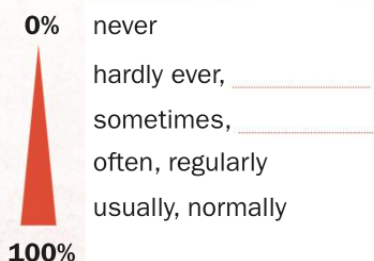 0% never
hardly ever,
sometimes,
often, regularly
usually, normally
100%